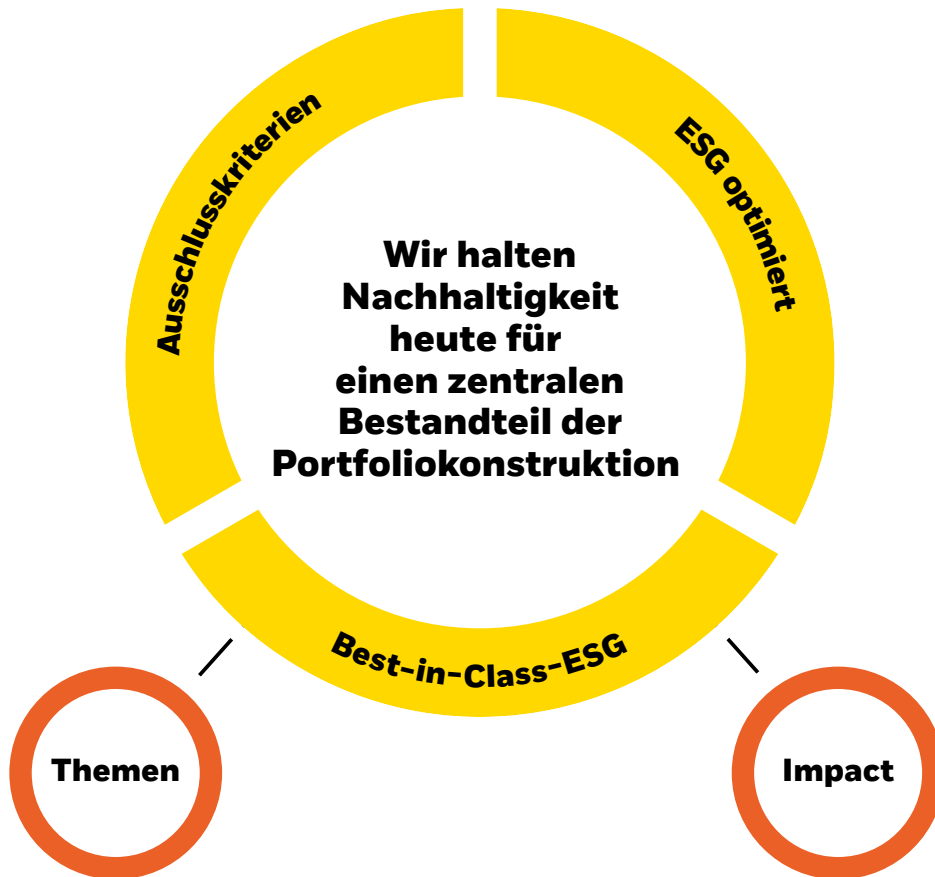 Ausschlusskriterien
ESG optimiert
Wir halten
Nachhaltigkeit
heute für
einen zentralen
Bestandteil der
Portfoliokonstruktion
Best-in-Class-ESG
Themen
Impact